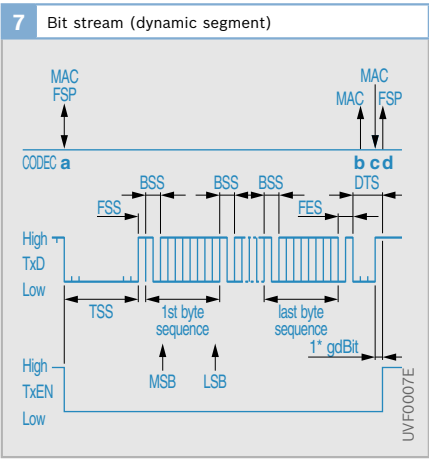 7 Bit stream (dynamic segment)
MAC
FSP
MAC
MAC FSP
CODEC a b c d
BSS BSS BSS DTS
FSS FES
High
TxD
Low
TSS 1st byte sequence last byte sequence
1* gdBit
MSB LSB
High
TxEN
Low
UVF0007E